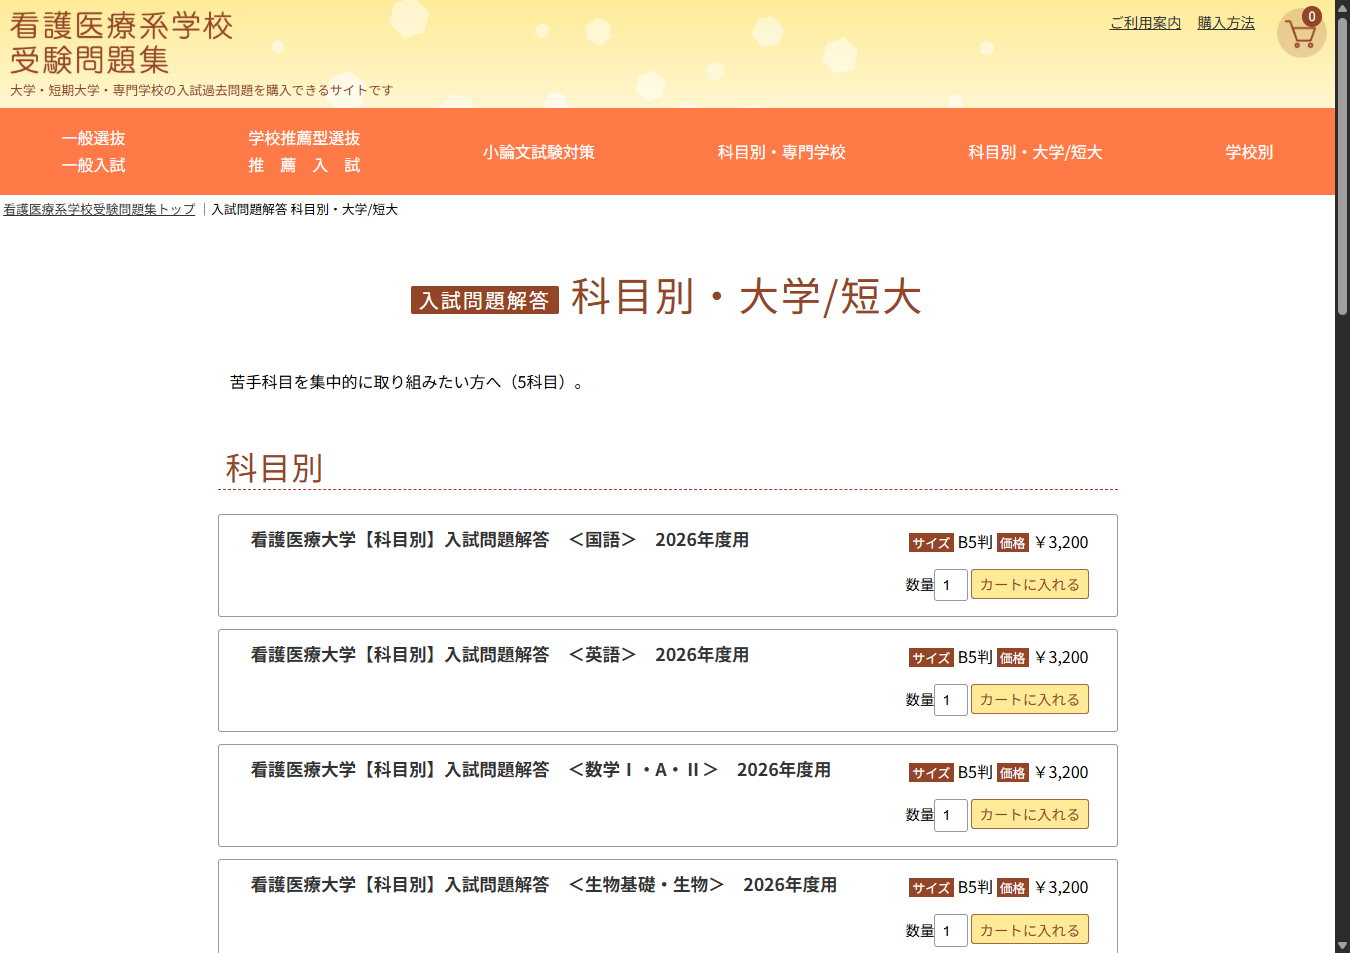 看護医療系学校
受験問題集
大学・短期大学・専門学校の入試過去問題を購入できるサイトです
ご利用案内 購入方法 0
一般選抜
一般入試
学校推薦型選抜
推　薦　入　試
小論文試験対策
科目別・専門学校
科目別・大学/短大
学校別
看護医療系学校受験問題集トップ ｜入試問題解答 科目別・大学/短大
入試問題解答 科目別・大学/短大
苦手科目を集中的に取り組みたい方へ（5科目）。
科目別
看護医療大学【科目別】入試問題解答　＜国語＞　2026年度用
サイズ B5判 価格 ￥3,200
数量 1 カートに入れる
看護医療大学【科目別】入試問題解答　＜英語＞　2026年度用
サイズ B5判 価格 ￥3,200
数量 1 カートに入れる
看護医療大学【科目別】入試問題解答　＜数学Ⅰ・A・Ⅱ＞　2026年度用
サイズ B5判 価格 ￥3,200
数量 1 カートに入れる
看護医療大学【科目別】入試問題解答　＜生物基礎・生物＞　2026年度用
サイズ B5判 価格 ￥3,200
数量 1 カートに入れる